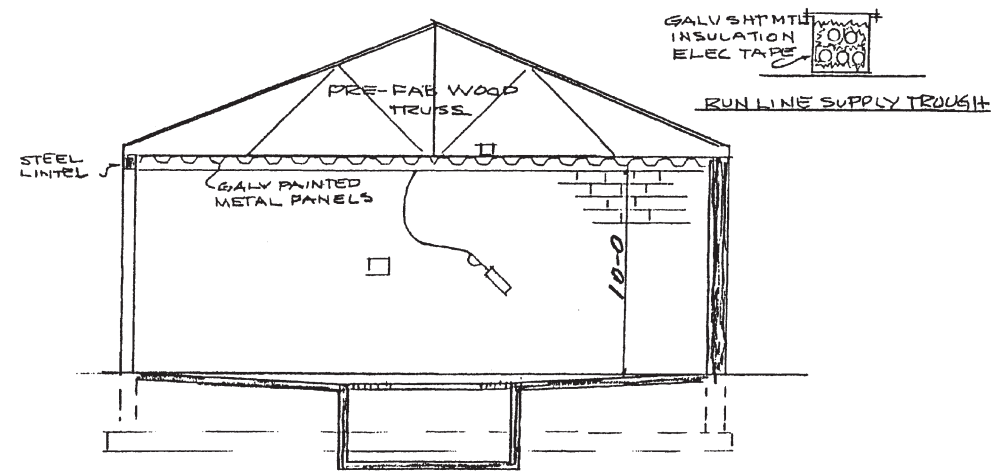 GALV SHT MTL
INSULATION
ELEC TAPE
RUN LINE SUPPLY TROUGH
PRE-FAB WOOD
TRUSS
STEEL
LINTEL
GALV PAINTED
METAL PANELS
10-0